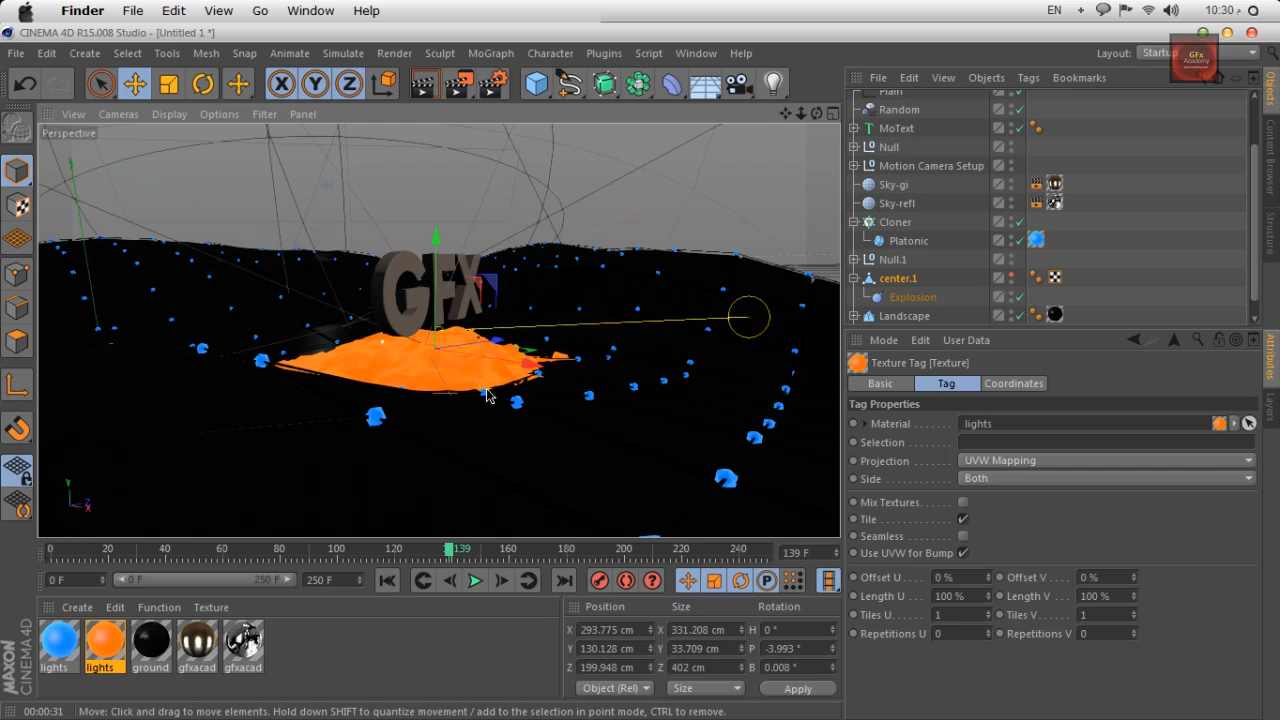 Finder File Edit View Go Window Help EN 10:30 م
CINEMA 4D R15.008 Studio - [Untitled 1 *]
File Edit Create Select Tools Mesh Snap Animate Simulate Render Sculpt MoGraph Character Plugins Script Window Help Layout: Startup
GFx
Academy
X Y Z
File Edit View Objects Tags Bookmarks
View Cameras Display Options Filter Panel
Perspective
Plain
Random
MoText
Null
Motion Camera Setup
Sky-gi
Sky-refl
Cloner
Platonic
Null.1
center.1
Explosion
Landscape
Objects
Content Browser
Structure
GFX
Y
Z
X
Mode Edit User Data
Texture Tag [Texture]
Basic Tag Coordinates
Tag Properties
Material lights
Selection
Projection UVW Mapping
Side Both
Mix Textures
Tile
Seamless
Use UVW for Bump
Offset U 0 % Offset V 0 %
Length U 100 % Length V 100 %
Tiles U 1 Tiles V 1
Repetitions U 0 Repetitions V 0
Attributes
Layers
0 20 40 60 80 100 120 139 160 180 200 220 240 139 F
0 F 0 F 250 F 250 F
Create Edit Function Texture
lights lights ground gfxacad gfxacad
Position Size Rotation
X 293.775 cm X 331.208 cm H 0 °
Y 130.128 cm Y 33.709 cm P -3.993 °
Z 199.948 cm Z 402 cm B 0.008 °
Object (Rel) Size Apply
MAXON
CINEMA 4D
00:00:31 Move: Click and drag to move elements. Hold down SHIFT to quantize movement / add to the selection in point mode, CTRL to remove.